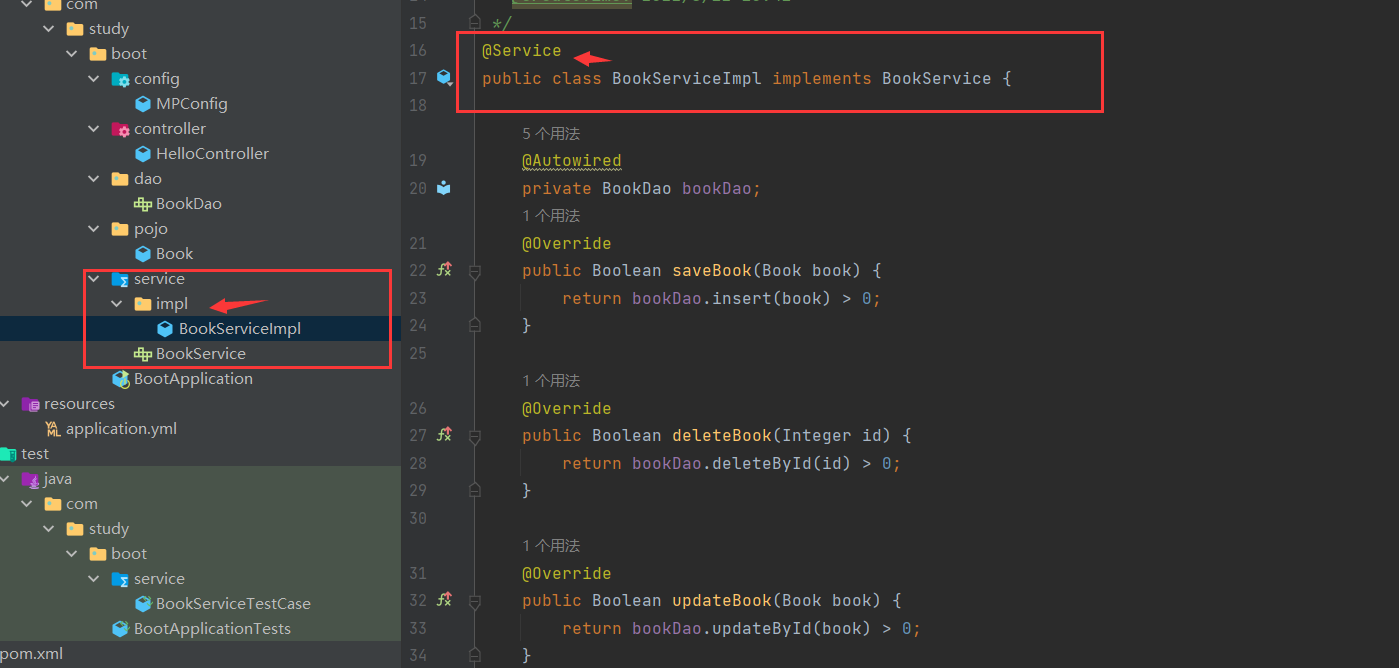 com
study
boot
config
MPConfig
controller
HelloController
dao
BookDao
pojo
Book
service
impl
BookServiceImpl
BookService
BootApplication
resources
application.yml
test
java
com
study
boot
service
BookServiceTestCase
BootApplicationTests
pom.xml
15 */
16 @Service
17 public class BookServiceImpl implements BookService {
18
5 个用法
19 @Autowired
20 private BookDao bookDao;
1 个用法
21 @Override
22 public Boolean saveBook(Book book) {
23 return bookDao.insert(book) > 0;
24 }
25
1 个用法
26 @Override
27 public Boolean deleteBook(Integer id) {
28 return bookDao.deleteById(id) > 0;
29 }
30
1 个用法
31 @Override
32 public Boolean updateBook(Book book) {
33 return bookDao.updateById(book) > 0;
34 }